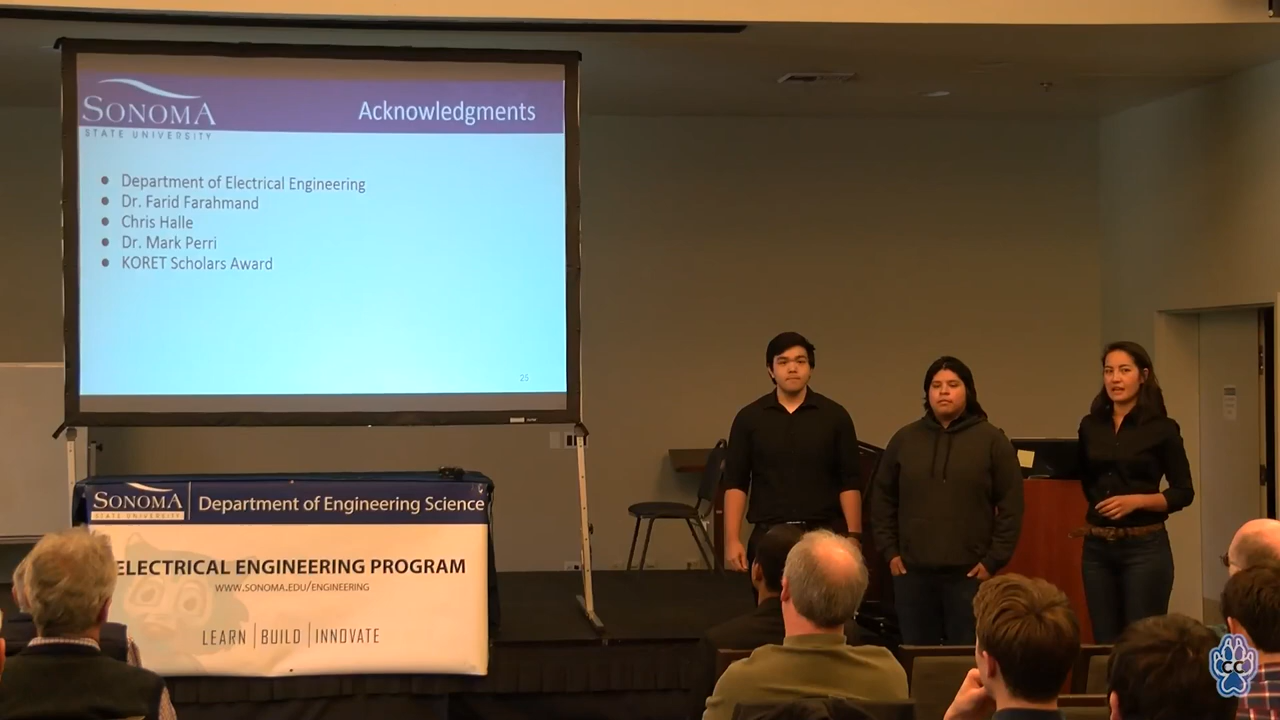 SONOMA
STATE UNIVERSITY
Acknowledgments
● Department of Electrical Engineering
● Dr. Farid Farahmand
● Chris Halle
● Dr. Mark Perri
● KORET Scholars Award
25
SONOMA
STATE UNIVERSITY
Department of Engineering Science
ELECTRICAL ENGINEERING PROGRAM
WWW.SONOMA.EDU/ENGINEERING
LEARN | BUILD | INNOVATE
CC